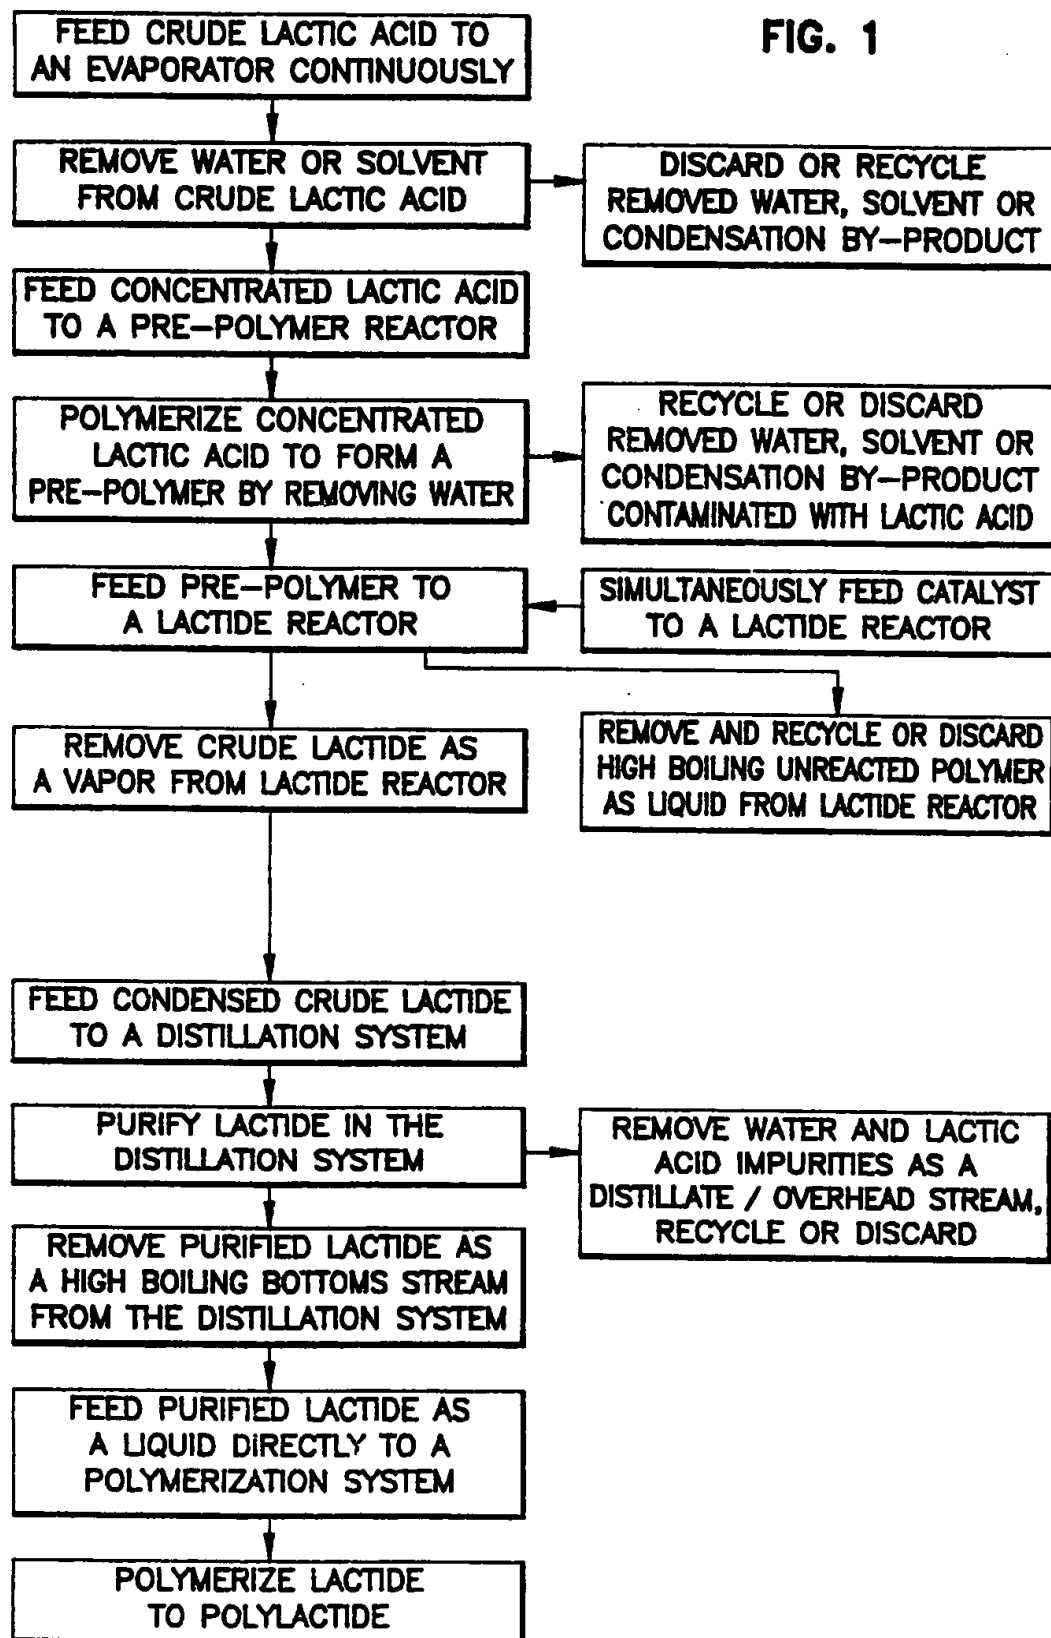 FIG. 1
FEED CRUDE LACTIC ACID TO
AN EVAPORATOR CONTINUOUSLY
REMOVE WATER OR SOLVENT
FROM CRUDE LACTIC ACID
DISCARD OR RECYCLE
REMOVED WATER, SOLVENT OR
CONDENSATION BY-PRODUCT
FEED CONCENTRATED LACTIC ACID
TO A PRE-POLYMER REACTOR
POLYMERIZE CONCENTRATED
LACTIC ACID TO FORM A
PRE-POLYMER BY REMOVING WATER
RECYCLE OR DISCARD
REMOVED WATER, SOLVENT OR
CONDENSATION BY-PRODUCT
CONTAMINATED WITH LACTIC ACID
FEED PRE-POLYMER TO
A LACTIDE REACTOR
SIMULTANEOUSLY FEED CATALYST
TO A LACTIDE REACTOR
REMOVE CRUDE LACTIDE AS
A VAPOR FROM LACTIDE REACTOR
REMOVE AND RECYCLE OR DISCARD
HIGH BOILING UNREACTED POLYMER
AS LIQUID FROM LACTIDE REACTOR
FEED CONDENSED CRUDE LACTIDE
TO A DISTILLATION SYSTEM
PURIFY LACTIDE IN THE
DISTILLATION SYSTEM
REMOVE WATER AND LACTIC
ACID IMPURITIES AS A
DISTILLATE / OVERHEAD STREAM,
RECYCLE OR DISCARD
REMOVE PURIFIED LACTIDE AS
A HIGH BOILING BOTTOMS STREAM
FROM THE DISTILLATION SYSTEM
FEED PURIFIED LACTIDE AS
A LIQUID DIRECTLY TO A
POLYMERIZATION SYSTEM
POLYMERIZE LACTIDE
TO POLYLACTIDE